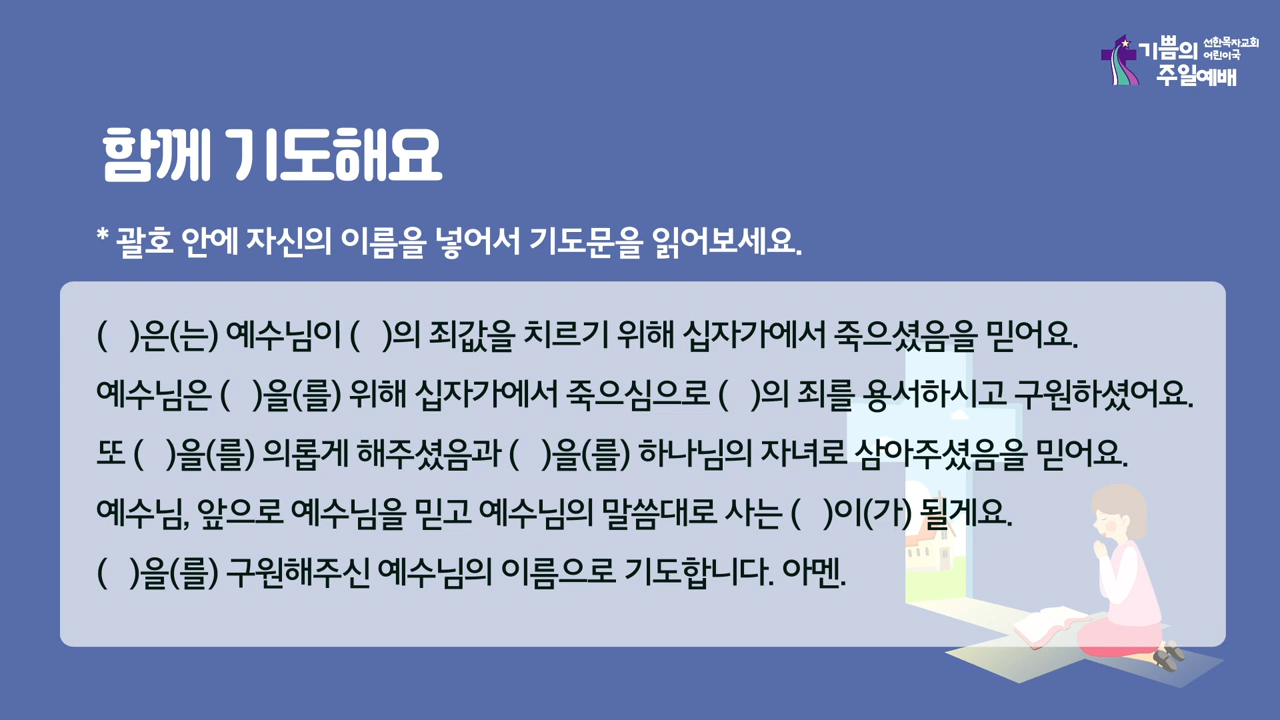 기쁨의 선한목자교회 어린이국
주일예배
함께 기도해요
* 괄호 안에 자신의 이름을 넣어서 기도문을 읽어보세요.
( )은(는) 예수님이 ( )의 죄값을 치르기 위해 십자가에서 죽으셨음을 믿어요.
예수님은 ( )을(를) 위해 십자가에서 죽으심으로 ( )의 죄를 용서하시고 구원하셨어요.
또 ( )을(를) 의롭게 해주셨음과 ( )을(를) 하나님의 자녀로 삼아주셨음을 믿어요.
예수님, 앞으로 예수님을 믿고 예수님의 말씀대로 사는 ( )이(가) 될게요.
( )을(를) 구원해주신 예수님의 이름으로 기도합니다. 아멘.